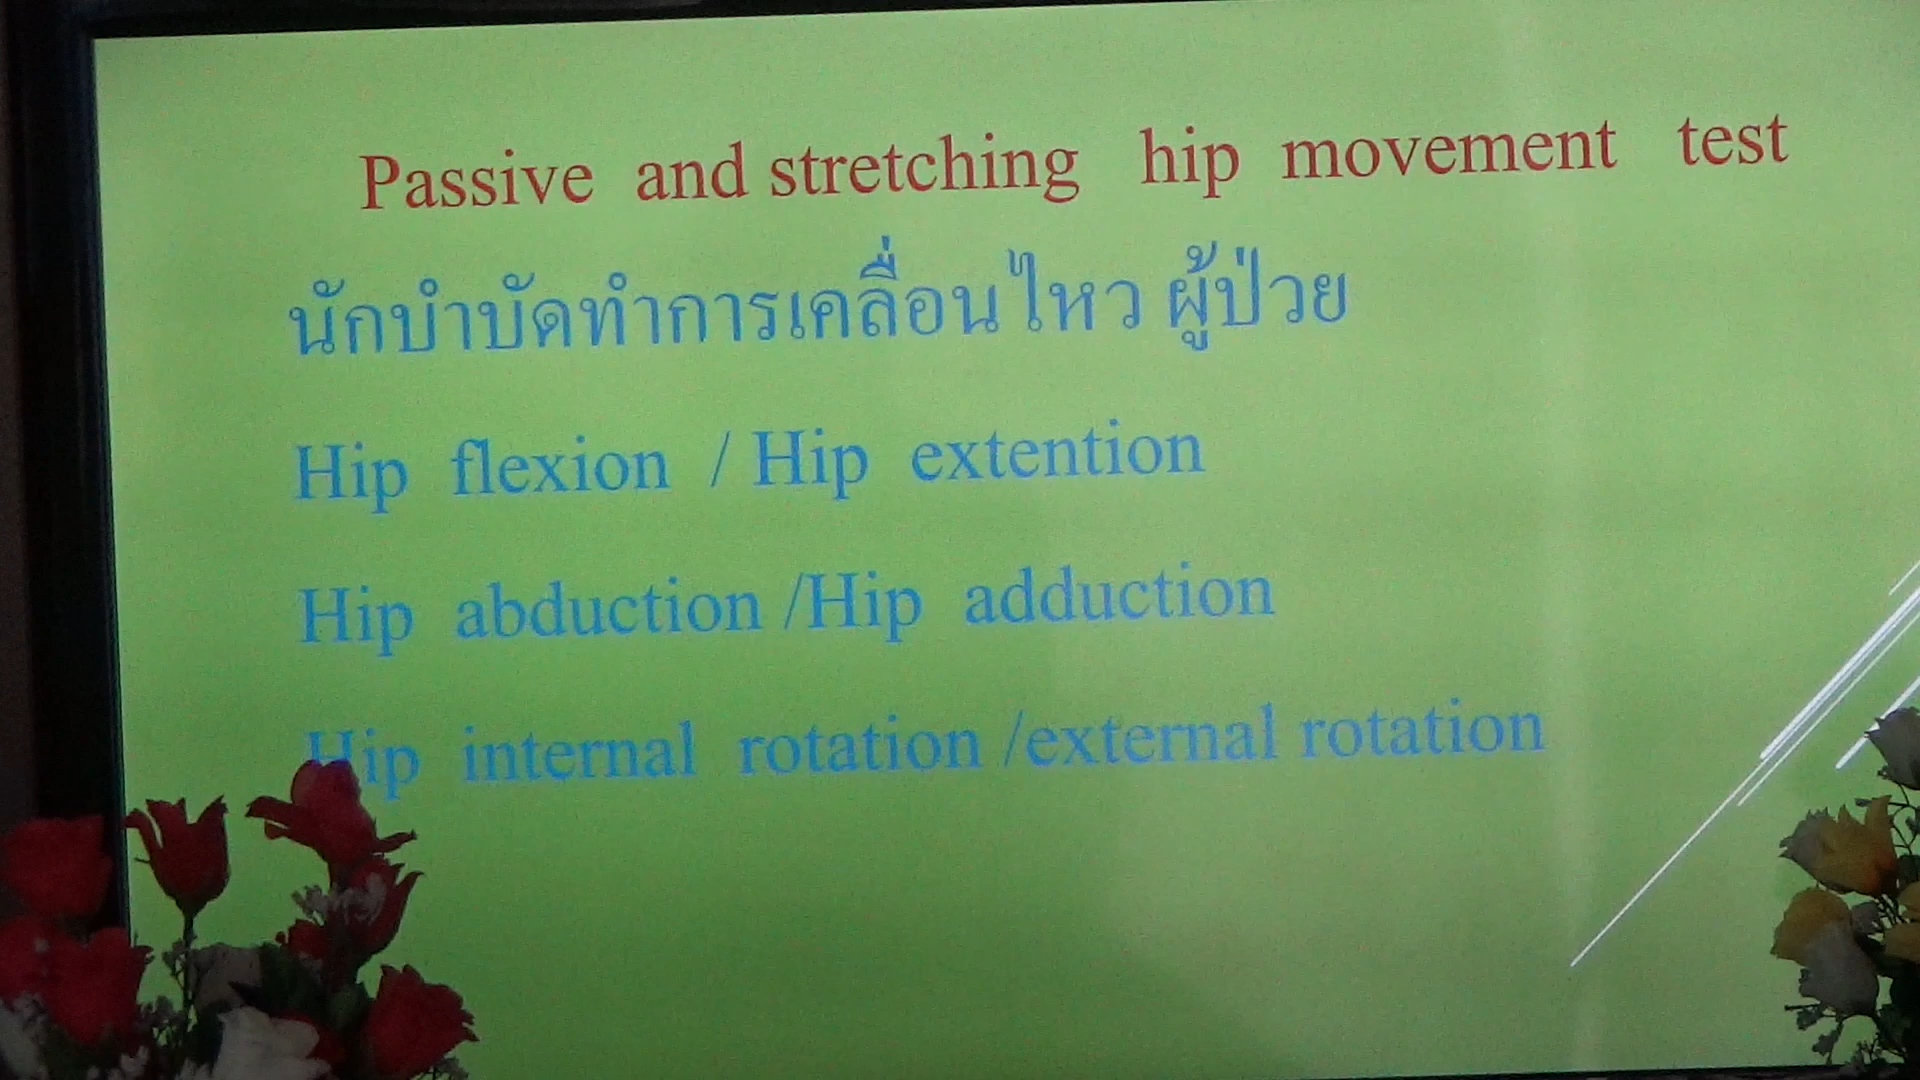 Passive and stretching hip movement test
นักบำบัดทำการเคลื่อนไหว ผู้ป่วย
Hip flexion / Hip extention
Hip abduction /Hip adduction
Hip internal rotation /external rotation